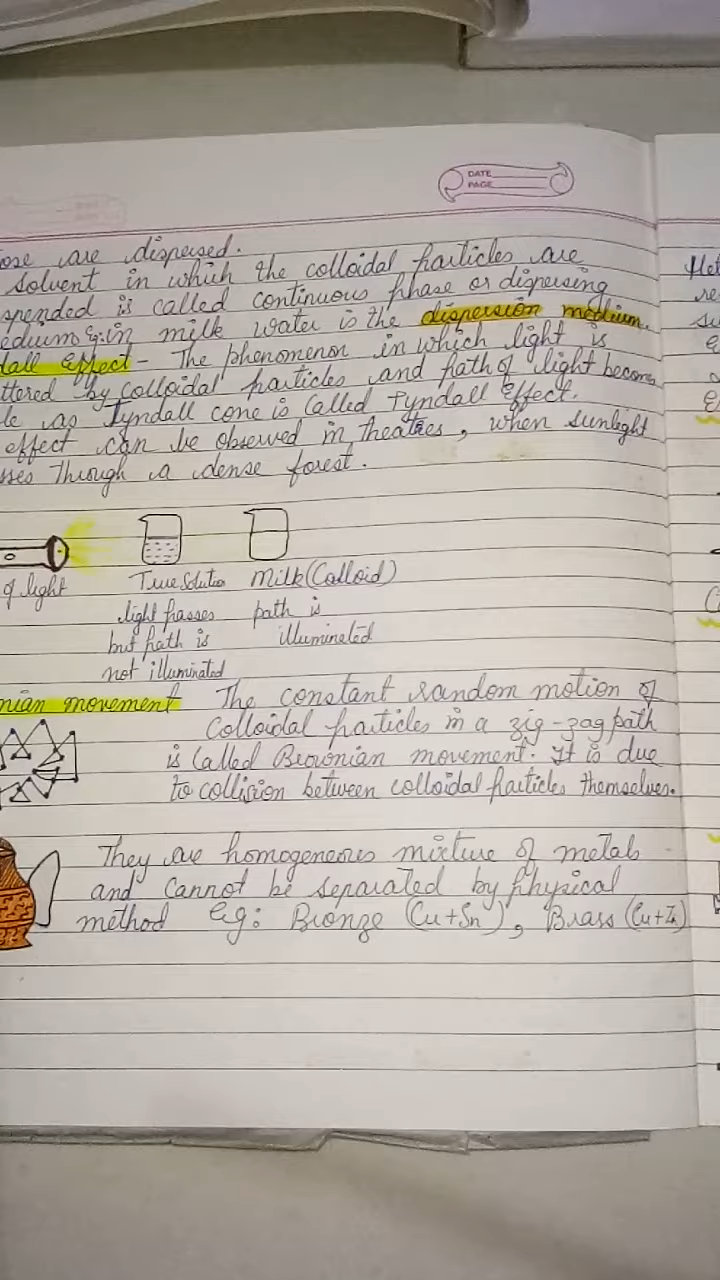 DATE
PAGE
ose are dispersed.
solvent in which the colloidal particles are
spended is called continuous phase or dispersing
edium e.g. in milk water is the dispersion medium.
dall effect - The phenomenon in which light is
ttered by colloidal particles and path of light become
le as Tyndall cone is called Tyndall effect.
effect can be observed in theatres, when sunlight
sses through a dense forest.
of light True Solution Milk (Colloid)
light passes path is
but path is illuminated
not illuminated
nian movement The constant random motion of
Colloidal particles in a zig-zag path
is called Brownian movement. It is due
to collision between colloidal particles themselves.
They are homogeneous mixture of metals
and cannot be separated by physical
method eg: Bronze (Cu+Sn), Brass (Cu+Zn)
Het
re
su
E